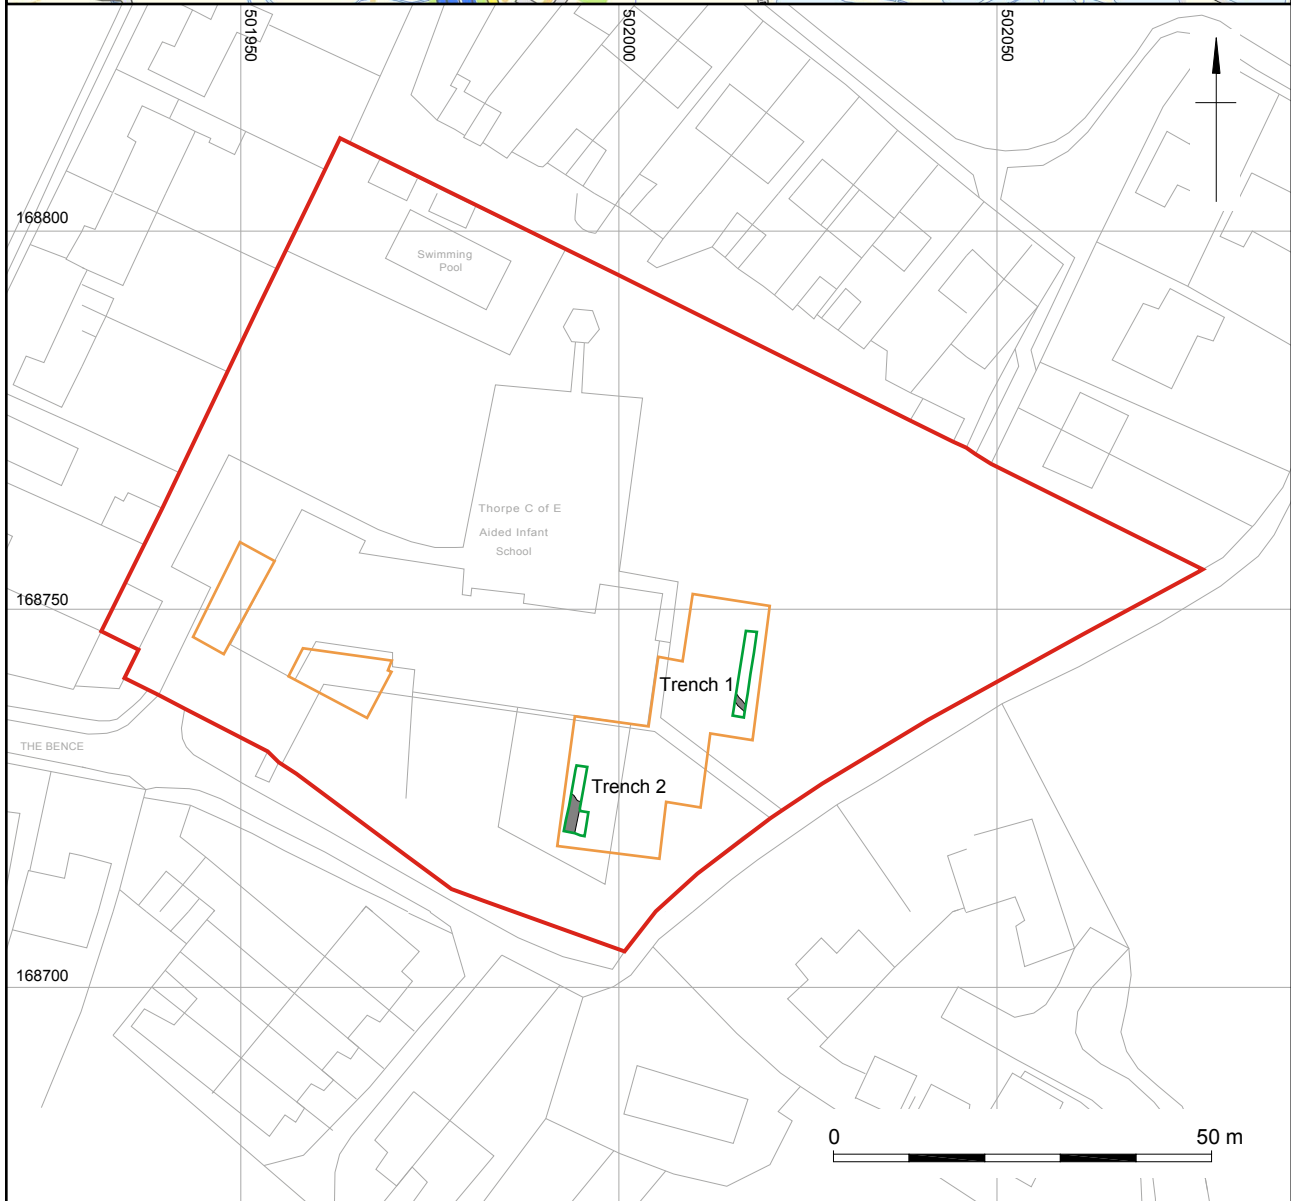 501950
502000
502050
168800
Swimming
Pool
Thorpe C of E
Aided Infant
School
168750
Trench 1
THE BENCE
Trench 2
168700
0
50 m